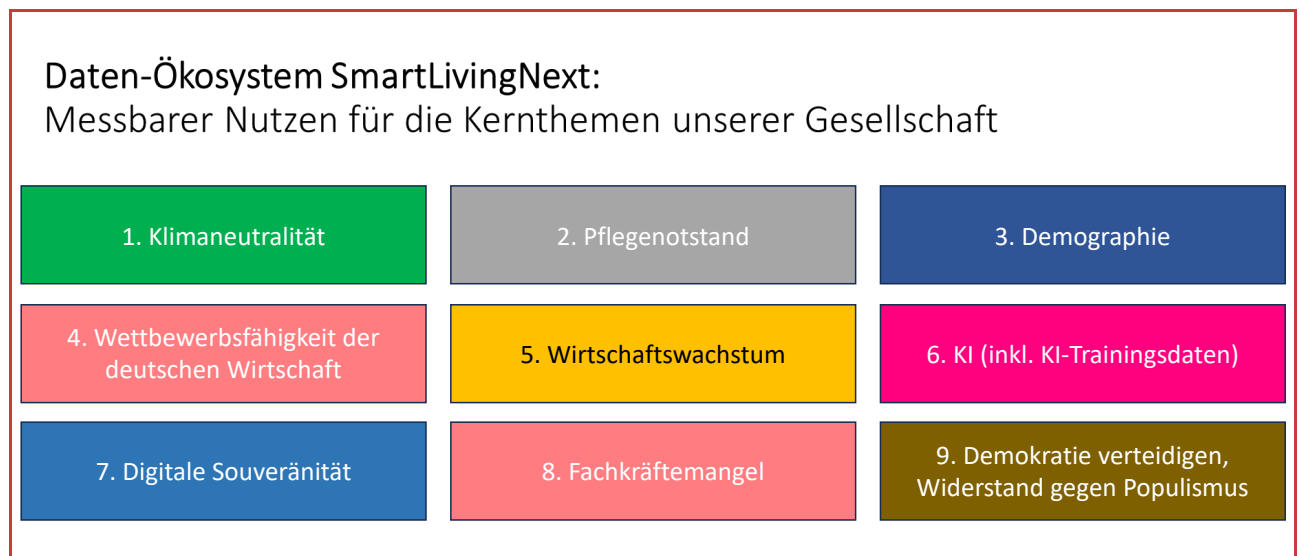 Daten-Ökosystem SmartLivingNext:
Messbarer Nutzen für die Kernthemen unserer Gesellschaft
1. Klimaneutralität
2. Pflegenotstand
3. Demographie
4. Wettbewerbsfähigkeit der
deutschen Wirtschaft
5. Wirtschaftswachstum
6. KI (inkl. KI-Trainingsdaten)
7. Digitale Souveränität
8. Fachkräftemangel
9. Demokratie verteidigen,
Widerstand gegen Populismus